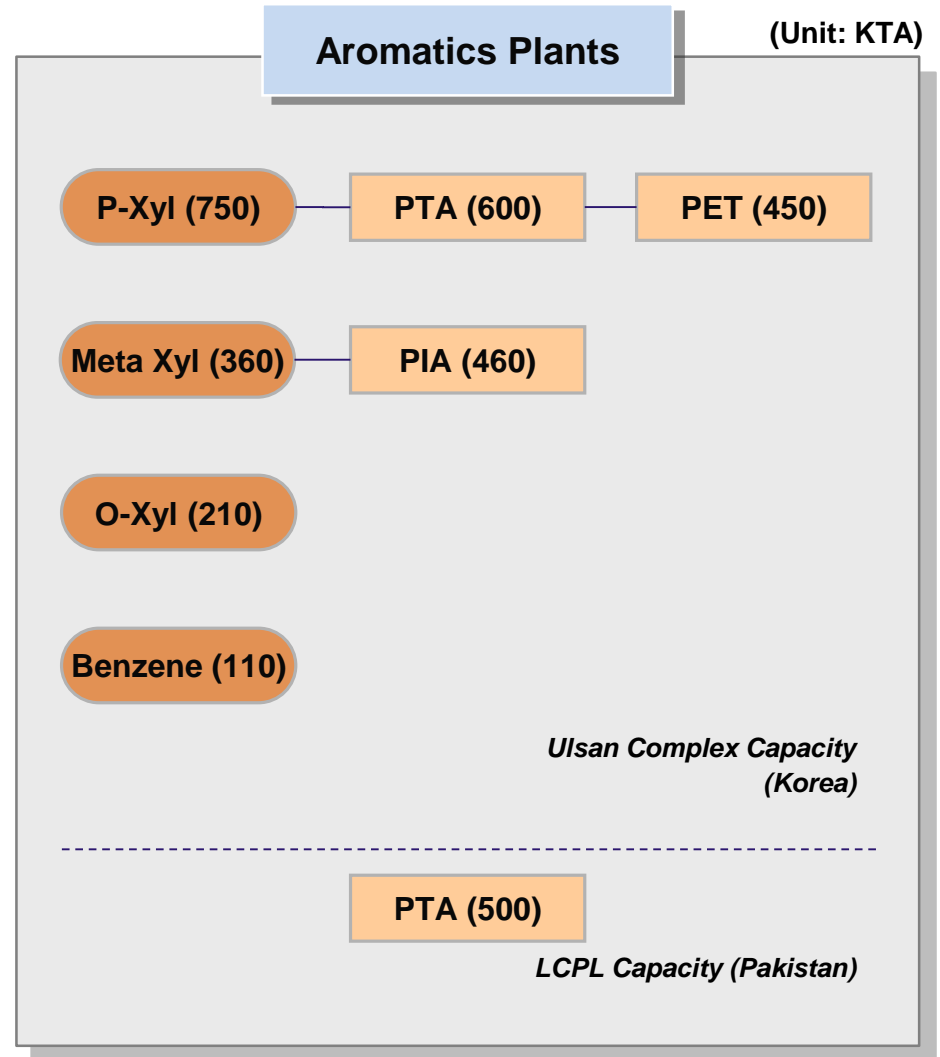 Aromatics Plants
(Unit: KTA)
P-Xyl (750)
PTA (600)
PET (450)
Meta Xyl (360)
PIA (460)
O-Xyl (210)
Benzene (110)
Ulsan Complex Capacity
(Korea)
PTA (500)
LCPL Capacity (Pakistan)